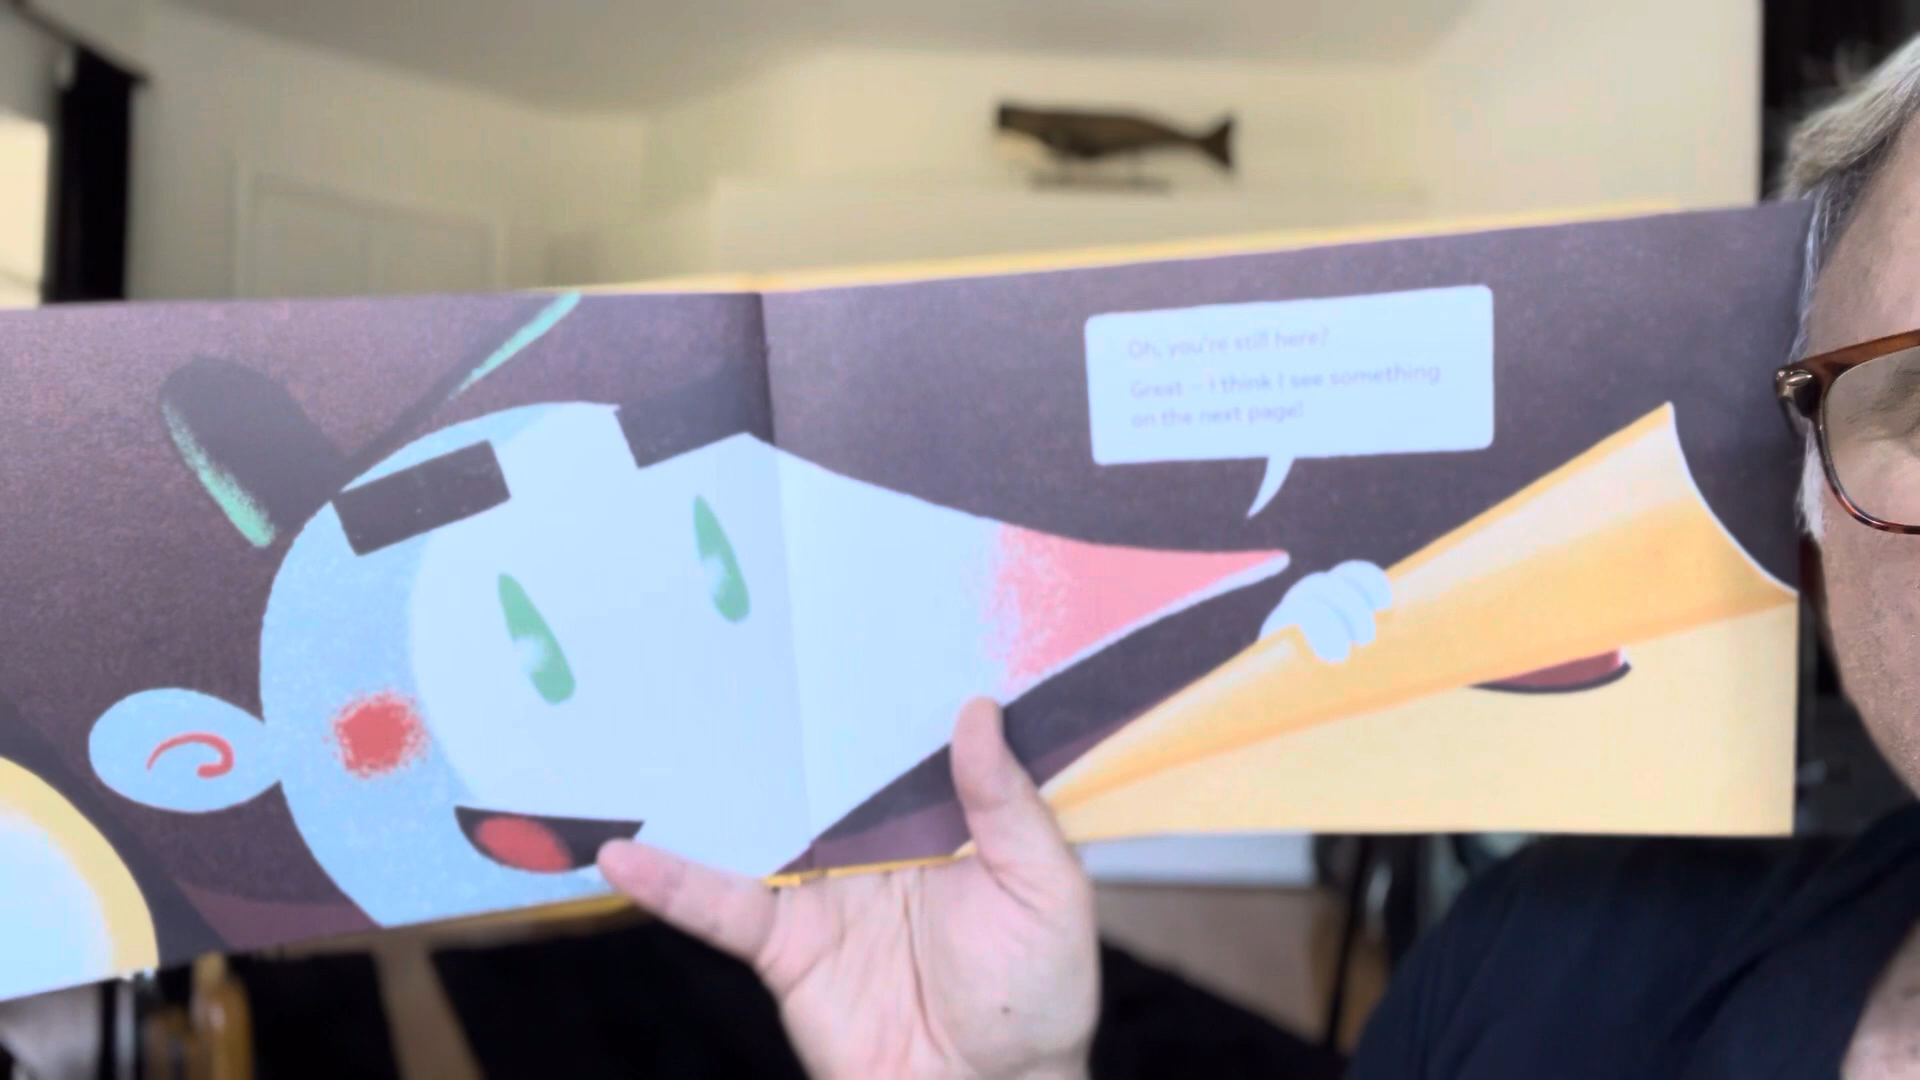 Oh, you're still here?
Great – I think I see something
on the next page!